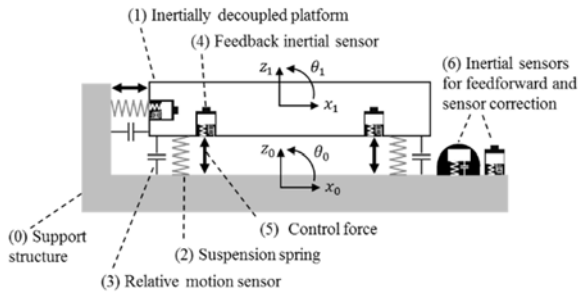 (1) Inertially decoupled platform
(4) Feedback inertial sensor
(6) Inertial sensors
for feedforward and
sensor correction
z₁ θ₁
x₁
z₀ θ₀
x₀
(0) Support
structure
(5) Control force
(2) Suspension spring
(3) Relative motion sensor